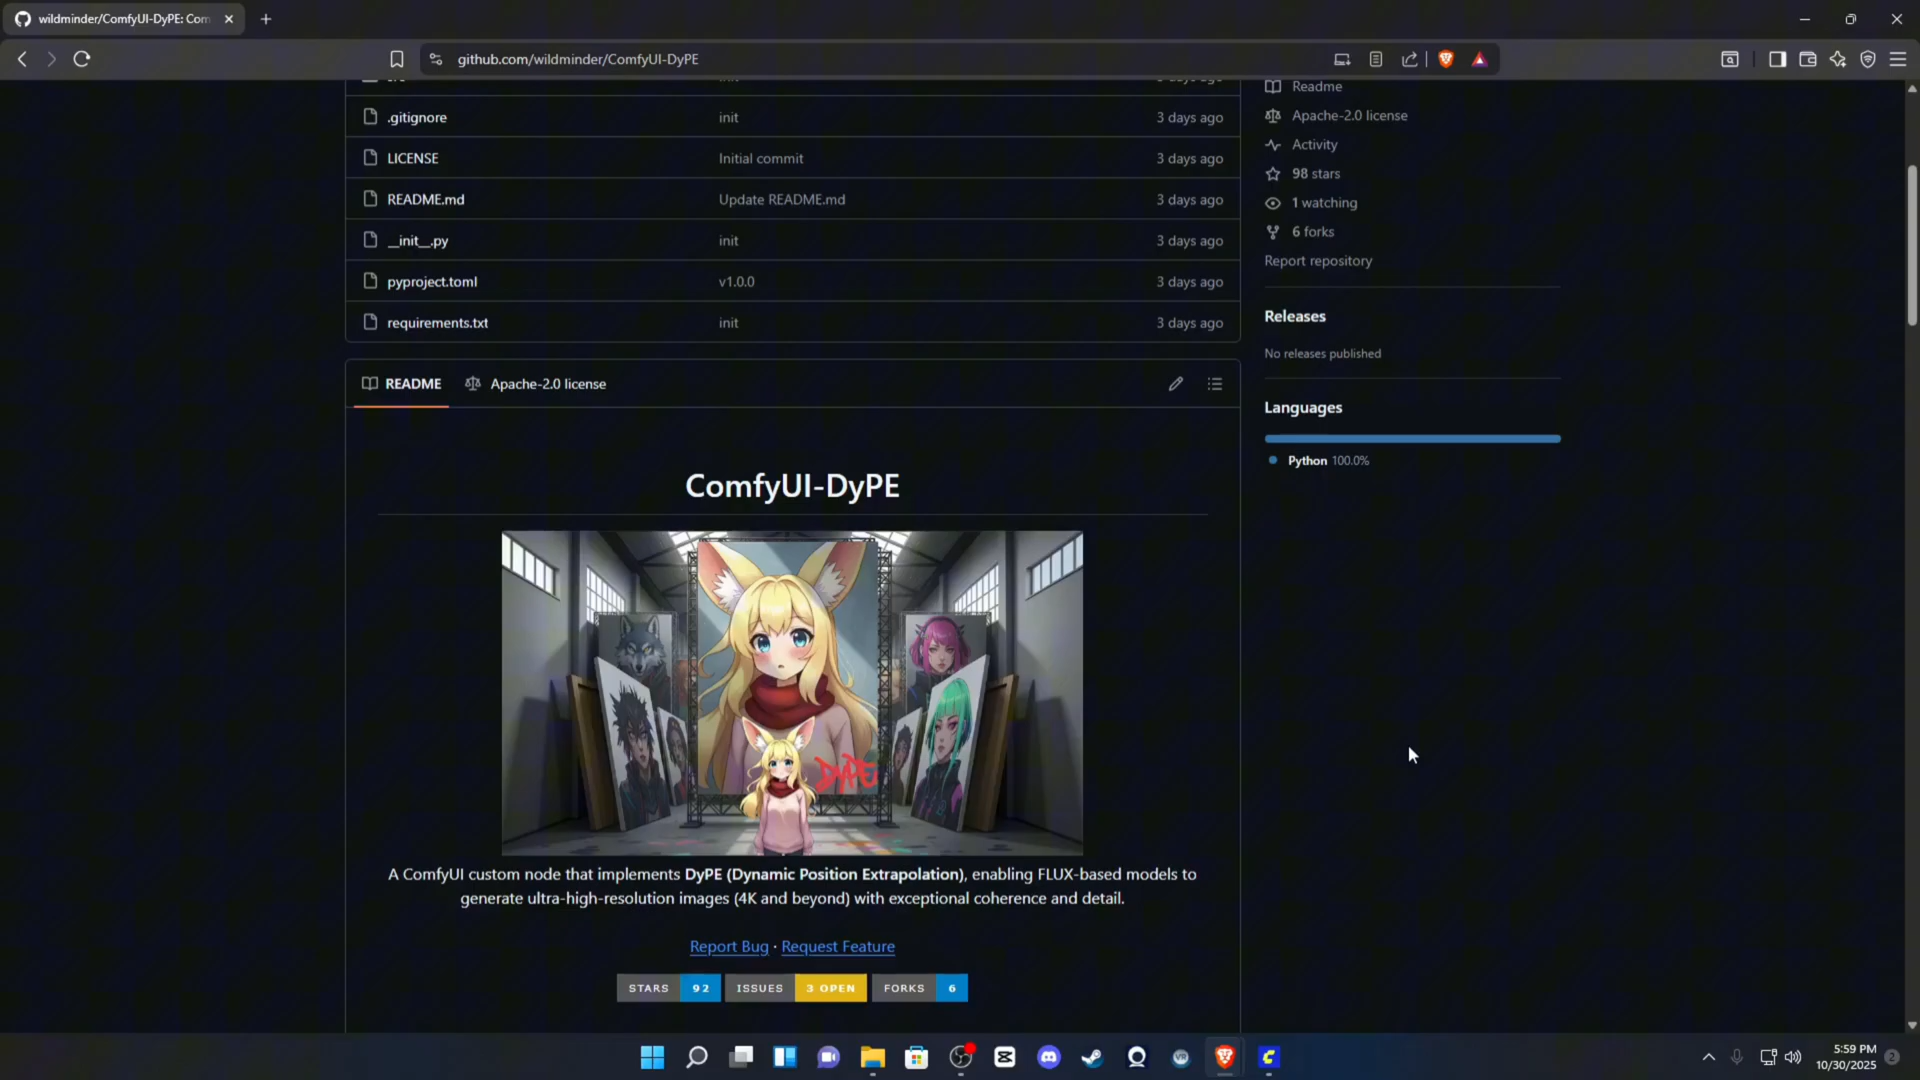 wildminder/ComfyUI-DyPE: Com
github.com/wildminder/ComfyUI-DyPE
Readme
.gitignore init 3 days ago
Apache-2.0 license
Activity
LICENSE Initial commit 3 days ago
98 stars
README.md Update README.md 3 days ago
1 watching
6 forks
__init__.py init 3 days ago
Report repository
pyproject.toml v1.0.0 3 days ago
Releases
requirements.txt init 3 days ago
No releases published
README Apache-2.0 license
Languages
Python 100.0%
ComfyUI-DyPE
DyPE
A ComfyUI custom node that implements DyPE (Dynamic Position Extrapolation), enabling FLUX-based models to
generate ultra-high-resolution images (4K and beyond) with exceptional coherence and detail.
Report Bug · Request Feature
STARS 92 ISSUES 3 OPEN FORKS 6
5:59 PM
10/30/2025
2